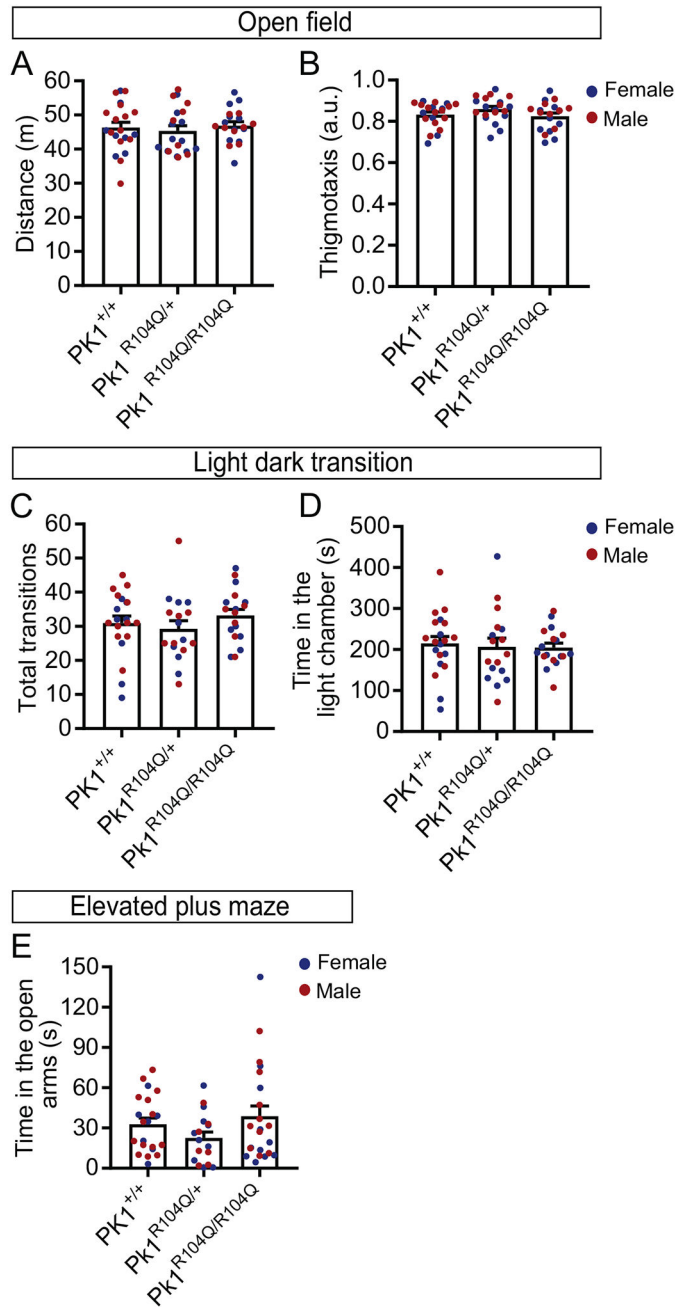 Open field
A
B
60
50
40
30
20
10
0
Distance (m)
PK1+/+
Pk1 R104Q/+
Pk1 R104Q/R104Q
1.0
0.8
0.6
0.4
0.2
0.0
Thigmotaxis (a.u.)
PK1+/+
Pk1R104Q/+
Pk1R104Q/R104Q
Female
Male
Light dark transition
C
D
60
50
40
30
20
10
0
Total transitions
PK1+/+
Pk1R104Q/+
Pk1R104Q/R104Q
500
400
300
200
100
0
Time in the
light chamber (s)
PK1+/+
Pk1R104Q/+
Pk1R104Q/R104Q
Female
Male
Elevated plus maze
E
150
120
90
60
30
0
Time in the open
arms (s)
PK1+/+
Pk1R104Q/+
Pk1R104Q/R104Q
Female
Male